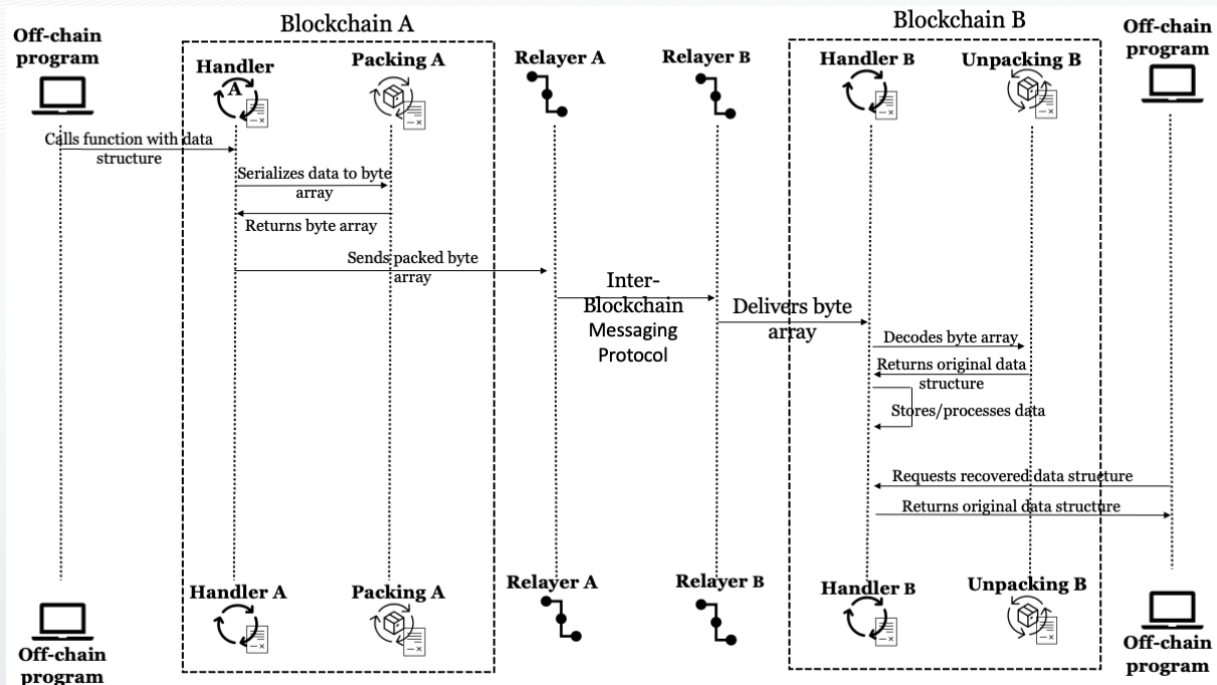 Blockchain A
Blockchain B
Off-chain
program
Handler
A
Packing A
Relayer A
Relayer B
Handler B
Unpacking B
Off-chain
program
Calls function with data
structure
Serializes data to byte
array
Returns byte array
Sends packed byte
array
Inter-
Blockchain
Messaging
Protocol
Delivers byte
array
Decodes byte array
Returns original data
structure
Stores/processes data
Requests recovered data structure
Returns original data structure
Handler A
Packing A
Relayer A
Relayer B
Handler B
Unpacking B
Off-chain
program
Off-chain
program